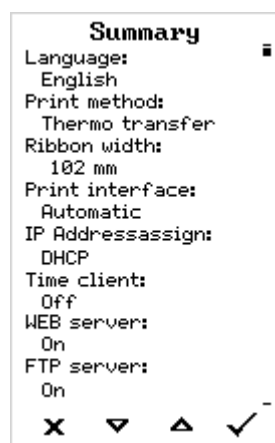 Summary
Language:
English
Print method:
Thermo transfer
Ribbon width:
102 mm
Print interface:
Automatic
IP Addressassign:
DHCP
Time client:
Off
WEB server:
On
FTP server:
On